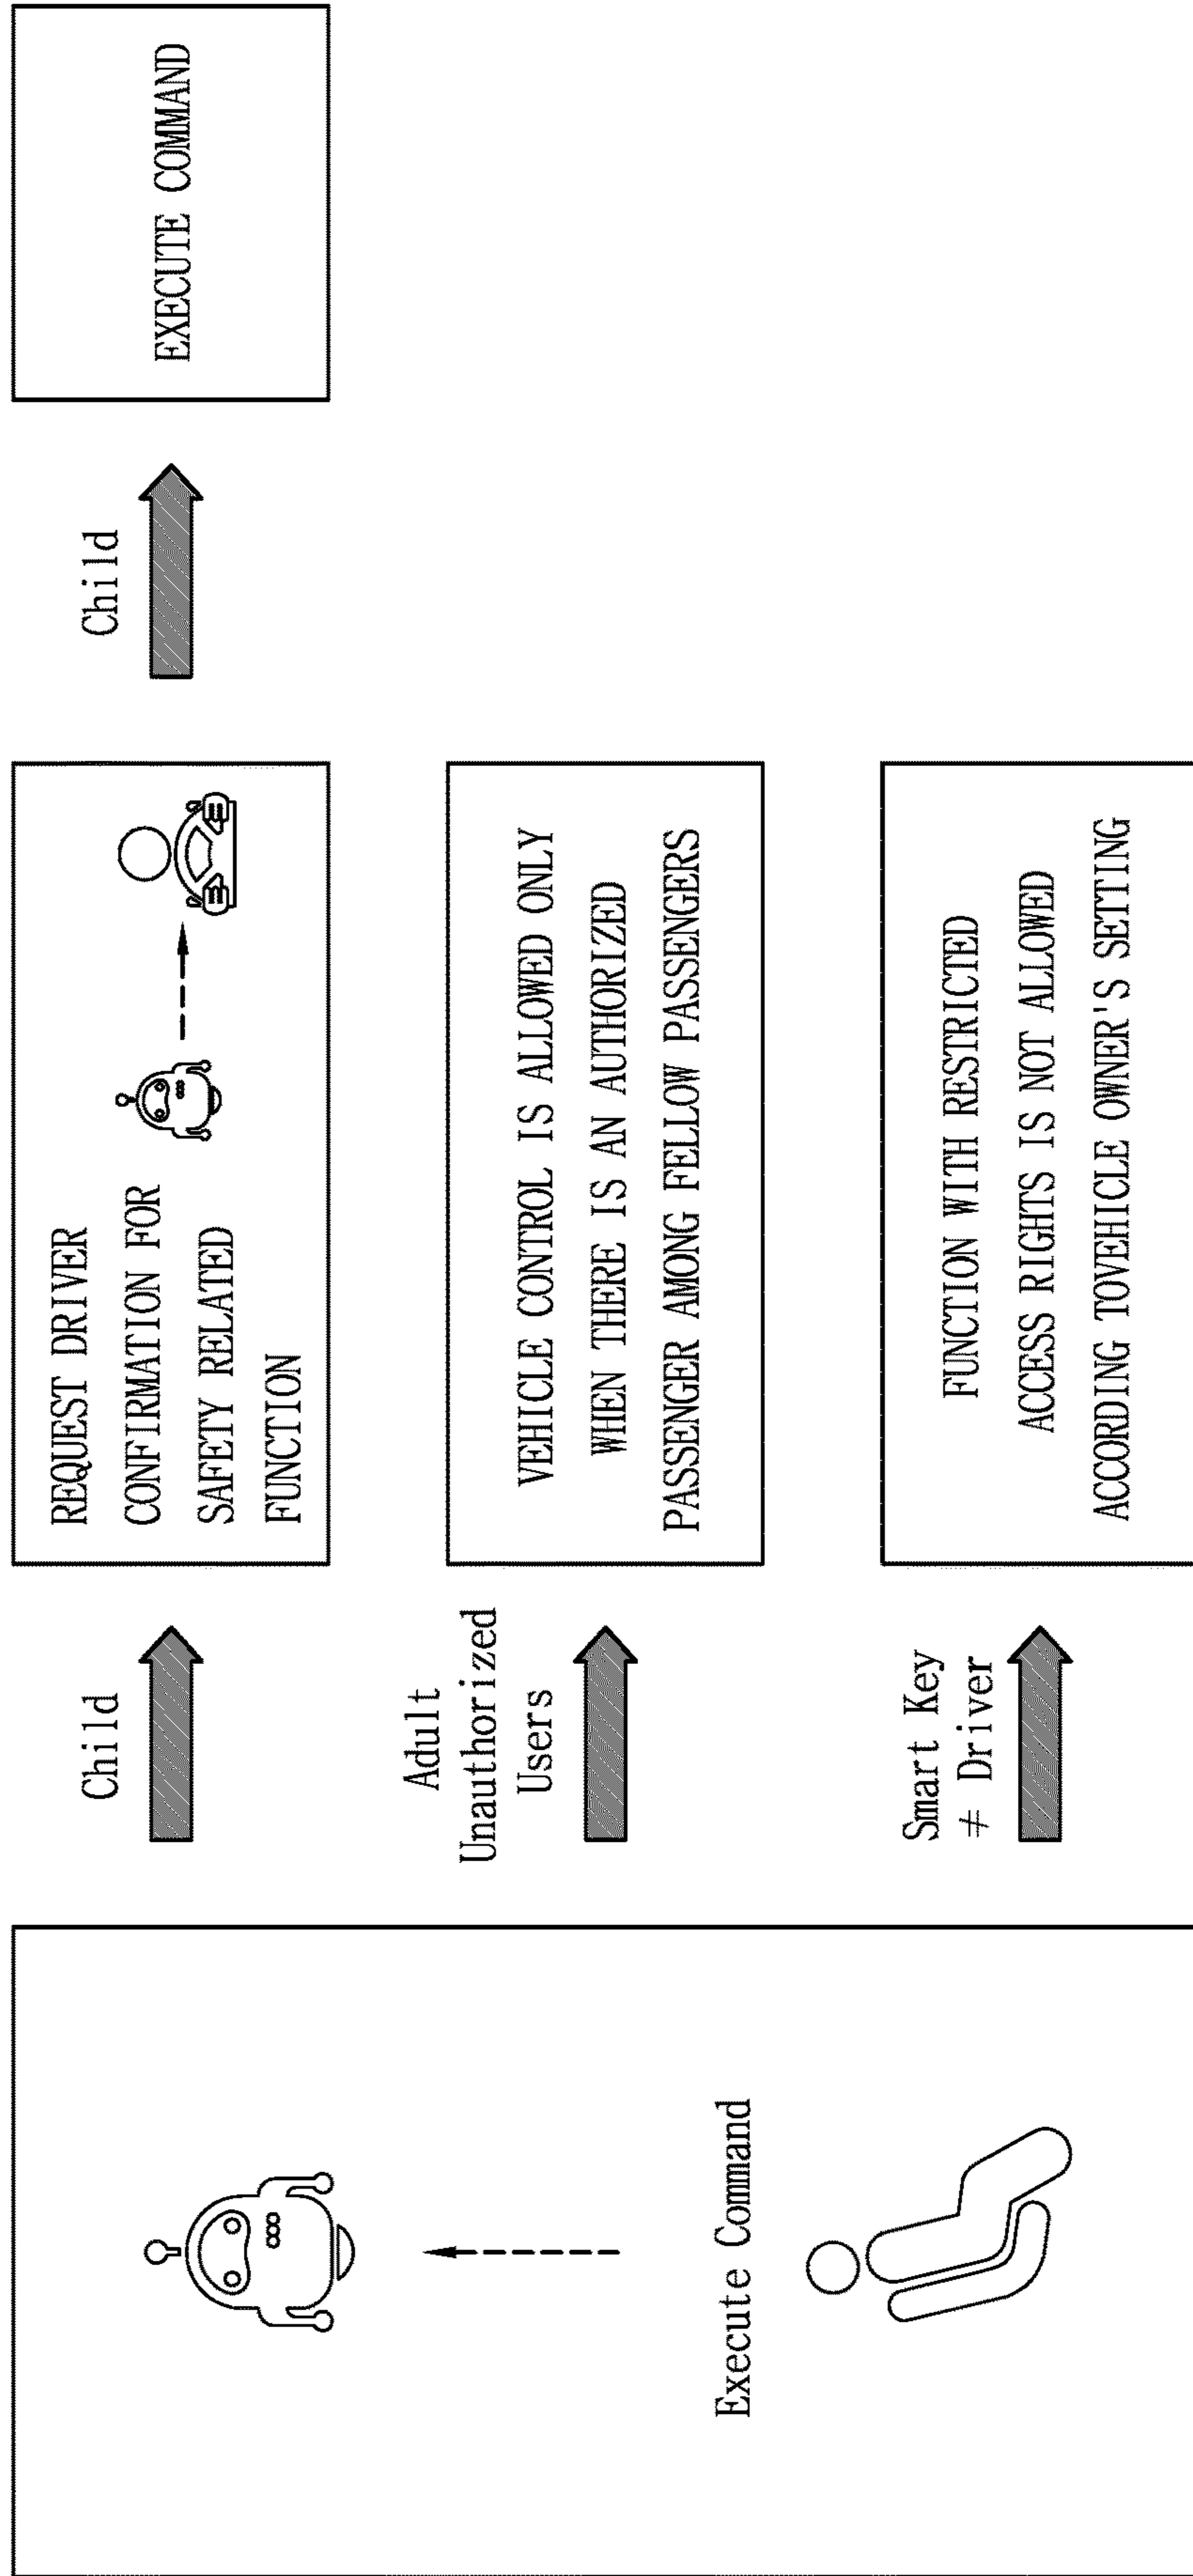 Execute Command
Child
REQUEST DRIVER
CONFIRMATION FOR
SAFETY RELATED
FUNCTION
Child
EXECUTE COMMAND
Adult
Unauthorized
Users
VEHICLE CONTROL IS ALLOWED ONLY
WHEN THERE IS AN AUTHORIZED
PASSENGER AMONG FELLOW PASSENGERS
Smart Key
≠ Driver
FUNCTION WITH RESTRICTED
ACCESS RIGHTS IS NOT ALLOWED
ACCORDING TOVEHICLE OWNER'S SETTING